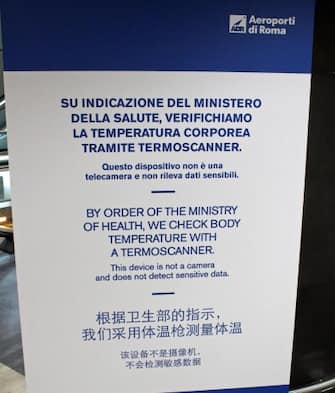 Aeroporti
di Roma
SU INDICAZIONE DEL MINISTERO
DELLA SALUTE, VERIFICHIAMO
LA TEMPERATURA CORPOREA
TRAMITE TERMOSCANNER.
Questo dispositivo non è una
telecamera e non rileva dati sensibili.
BY ORDER OF THE MINISTRY
OF HEALTH, WE CHECK BODY
TEMPERATURE WITH
A TERMOSCANNER.
This device is not a camera
and does not detect sensitive data.
根据卫生部的指示，
我们采用体温枪测量体温
该设备不是摄像机，
不会检测敏感数据